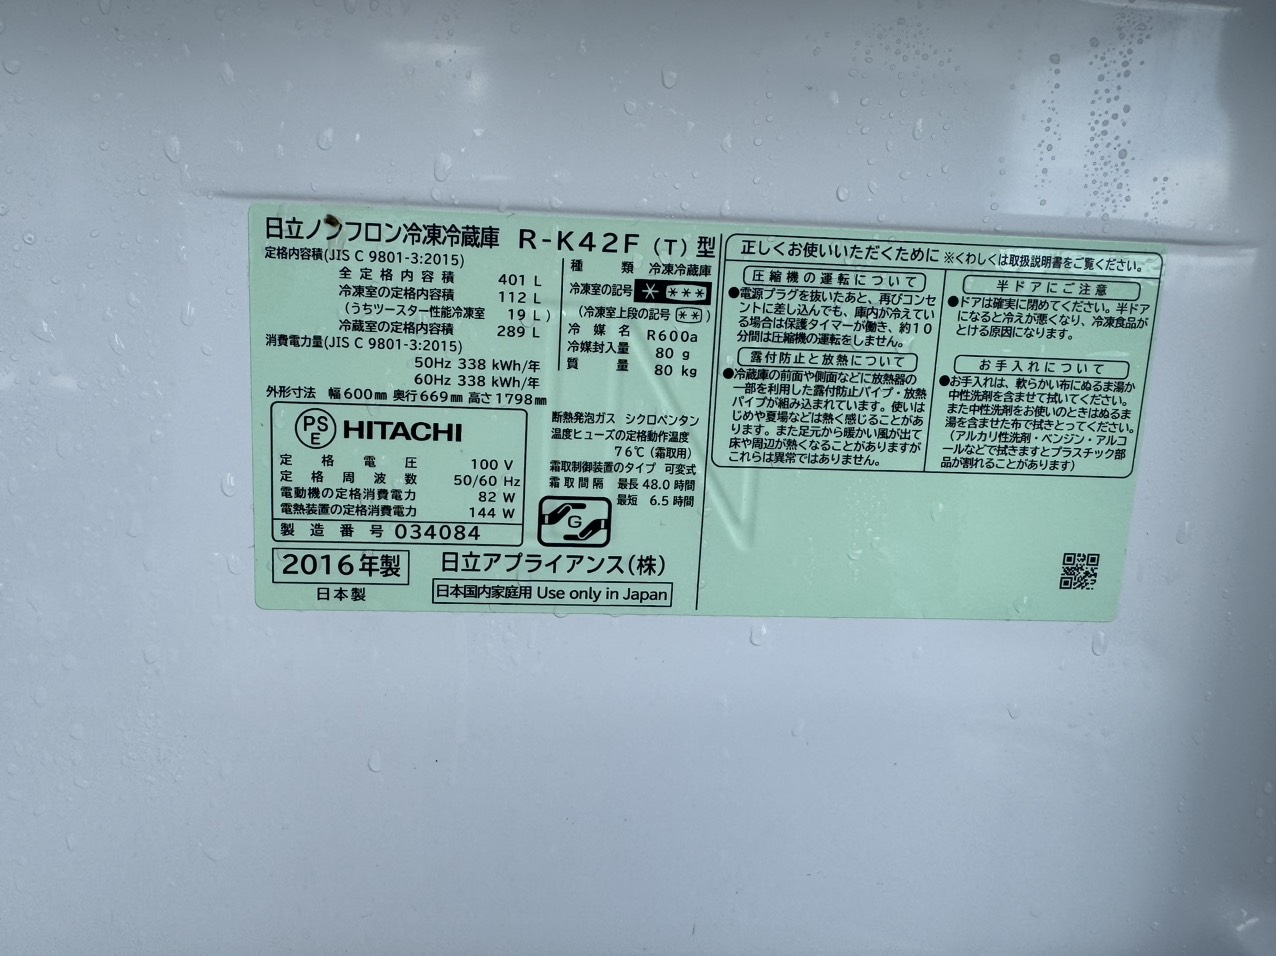 日立ノンフロン冷凍冷蔵庫 R-K42F(T)型
定格内容積(JIS C 9801-3:2015)
全定格内容積 401 L
冷凍室の定格内容積 112 L
(うちツースター性能冷凍室 19 L)
冷蔵室の定格内容積 289 L
消費電力量(JIS C 9801-3:2015)
50Hz 338 kWh/年
60Hz 338 kWh/年
外形寸法 幅600mm 奥行669mm 高さ1798mm
種類 冷凍冷蔵庫
冷凍室の記号 * ***
(冷凍室上段の記号 **)
冷媒名 R600a
冷媒封入量 80 g
質量 80 kg
PS
E
HITACHI
定格電圧 100 V
定格周波数 50/60 Hz
電動機の定格消費電力 82 W
電熱装置の定格消費電力 144 W
製造番号 034084
2016年製
日本製
断熱発泡ガス シクロペンタン
温度ヒューズの定格動作温度
76℃(霜取用)
霜取制御装置のタイプ 可変式
霜取間隔 最長 48.0 時間
最短 6.5 時間
G
日立アプライアンス(株)
日本国内家庭用 Use only in Japan
正しくお使いいただくために ※くわしくは取扱説明書をご覧ください。
圧縮機の運転について
●電源プラグを抜いたあと、再びコンセ
ントに差し込んでも、庫内が冷えてい
る場合は保護タイマーが働き、約10
分間は圧縮機の運転をしません。
露付防止と放熱について
●冷蔵庫の前面や側面などに放熱器の
一部を利用した露付防止パイプ・放熱
パイプが組み込まれています。使いは
じめや夏場などは熱く感じることがあ
ります。また足元から暖かい風が出て
床や周辺が熱くなることがありますが
これらは異常ではありません。
半ドアにご注意
●ドアは確実に閉めてください。半ドア
になると冷えが悪くなり、冷凍食品が
とける原因になります。
お手入れについて
●お手入れは、軟らかい布にぬるま湯か
中性洗剤を含ませて拭いてください。
また中性洗剤をお使いのときはぬるま
湯を含ませた布で拭きとってください。
(アルカリ性洗剤・ベンジン・アルコ
ールなどで拭きますとプラスチック部
品が割れることがあります)